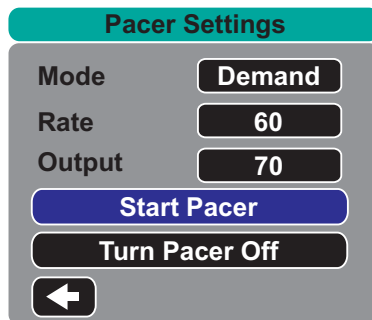 Pacer Settings
Mode Demand
Rate 60
Output 70
Start Pacer
Turn Pacer Off